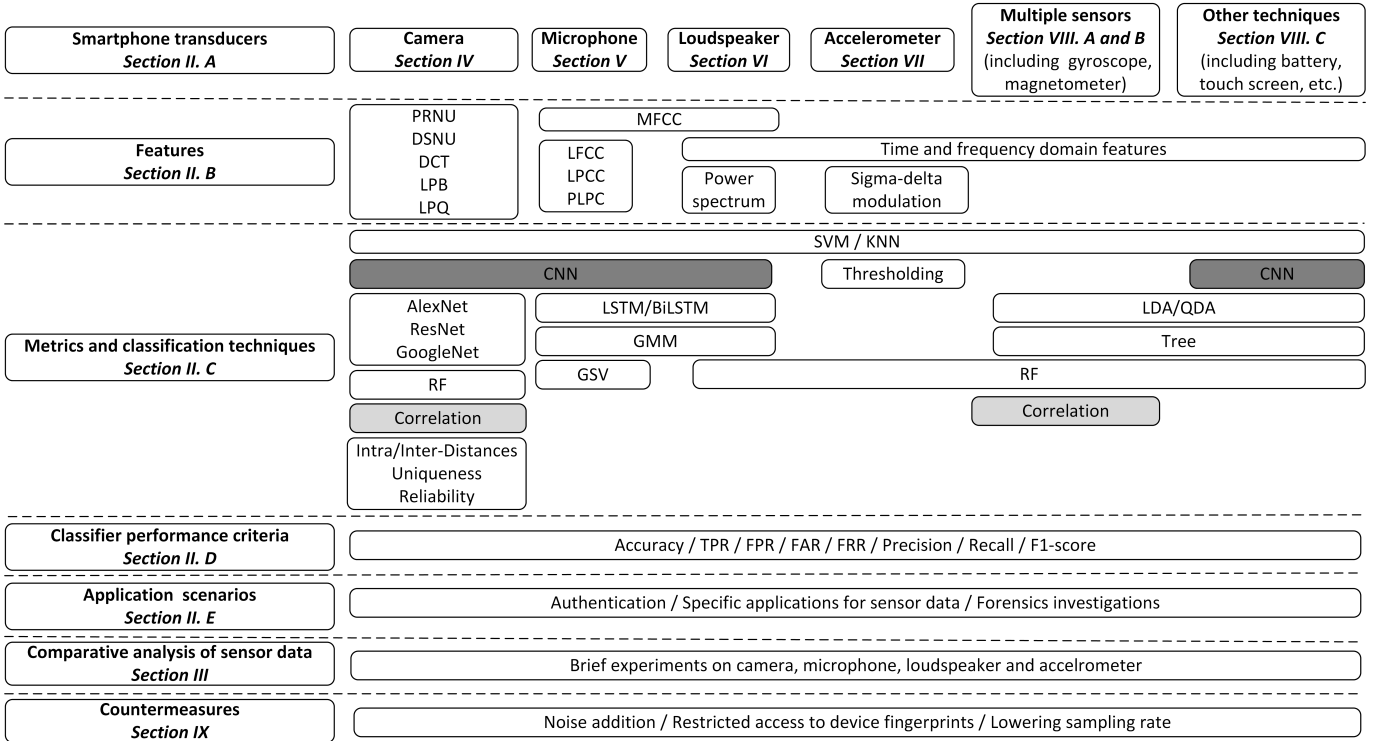 Smartphone transducers
Section II. A
Camera
Section IV
Microphone
Section V
Loudspeaker
Section VI
Accelerometer
Section VII
Multiple sensors
Section VIII. A and B
(including gyroscope,
magnetometer)
Other techniques
Section VIII. C
(including battery,
touch screen, etc.)
Features
Section II. B
PRNU
DSNU
DCT
LPB
LPQ
MFCC
LFCC
LPCC
PLPC
Time and frequency domain features
Power
spectrum
Sigma-delta
modulation
Metrics and classification techniques
Section II. C
SVM / KNN
CNN
Thresholding
CNN
AlexNet
ResNet
GoogleNet
LSTM/BiLSTM
LDA/QDA
GMM
Tree
RF
GSV
RF
Correlation
Correlation
Intra/Inter-Distances
Uniqueness
Reliability
Classifier performance criteria
Section II. D
Accuracy / TPR / FPR / FAR / FRR / Precision / Recall / F1-score
Application scenarios
Section II. E
Authentication / Specific applications for sensor data / Forensics investigations
Comparative analysis of sensor data
Section III
Brief experiments on camera, microphone, loudspeaker and accelrometer
Countermeasures
Section IX
Noise addition / Restricted access to device fingerprints / Lowering sampling rate